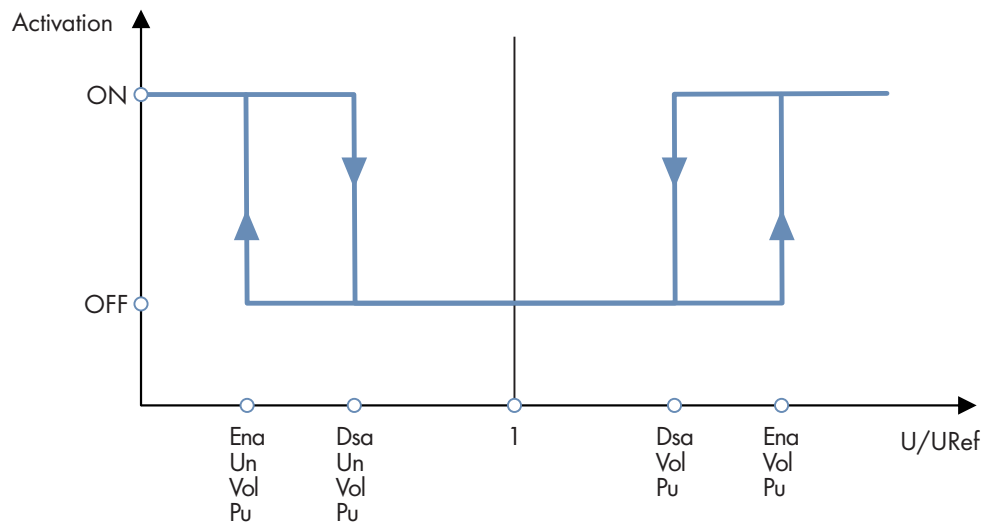 Activation
ON
OFF
Ena
Un
Vol
Pu
Dsa
Un
Vol
Pu
1
Dsa
Vol
Pu
Ena
Vol
Pu
U/URef